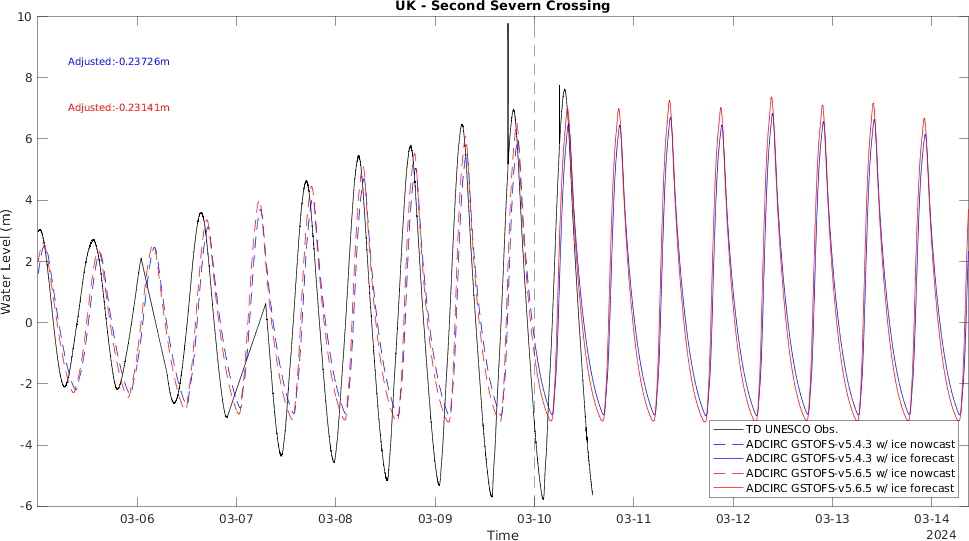 UK - Second Severn Crossing
10
8
6
4
2
0
-2
-4
-6
Water Level (m)
Adjusted:-0.23726m
Adjusted:-0.23141m
TD UNESCO Obs.
ADCIRC GSTOFS-v5.4.3 w/ ice nowcast
ADCIRC GSTOFS-v5.4.3 w/ ice forecast
ADCIRC GSTOFS-v5.6.5 w/ ice nowcast
ADCIRC GSTOFS-v5.6.5 w/ ice forecast
03-06 03-07 03-08 03-09 03-10 03-11 03-12 03-13 03-14
2024
Time